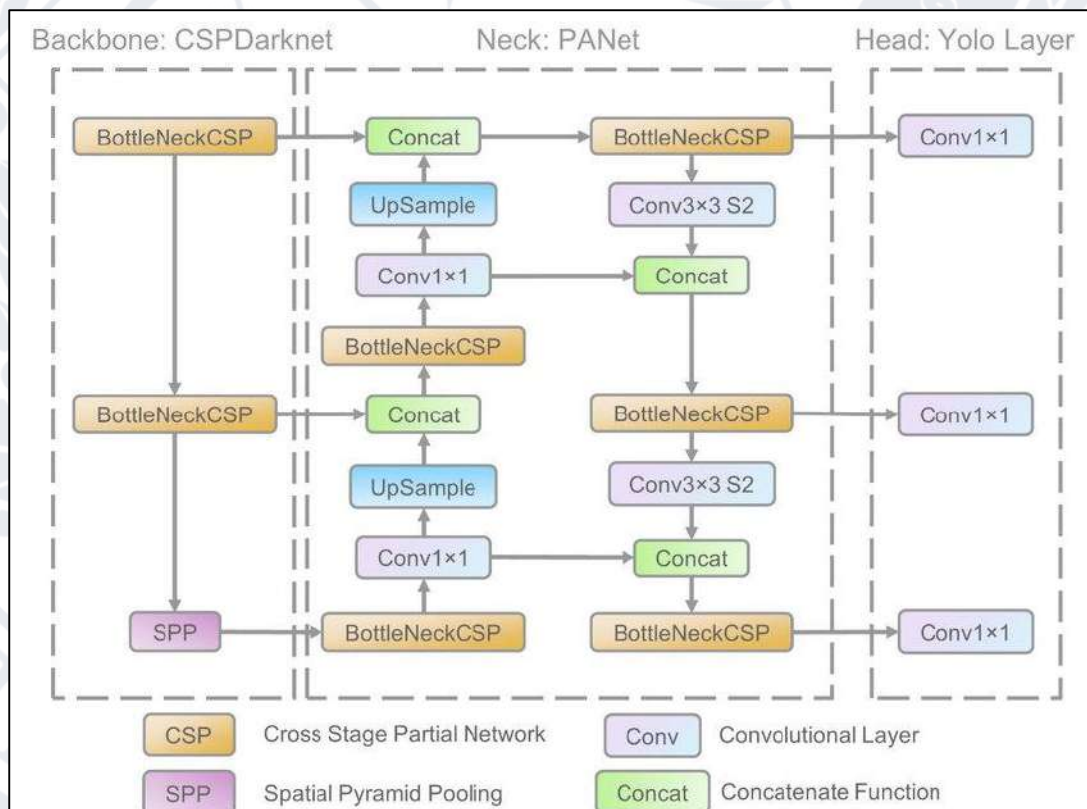 Backbone: CSPDarknet
Neck: PANet
Head: Yolo Layer
BottleNeckCSP
Concat
BottleNeckCSP
Conv1×1
UpSample
Conv3×3 S2
Conv1×1
Concat
BottleNeckCSP
BottleNeckCSP
Concat
BottleNeckCSP
Conv1×1
UpSample
Conv3×3 S2
Conv1×1
Concat
SPP
BottleNeckCSP
BottleNeckCSP
Conv1×1
CSP
Cross Stage Partial Network
Conv
Convolutional Layer
SPP
Spatial Pyramid Pooling
Concat
Concatenate Function